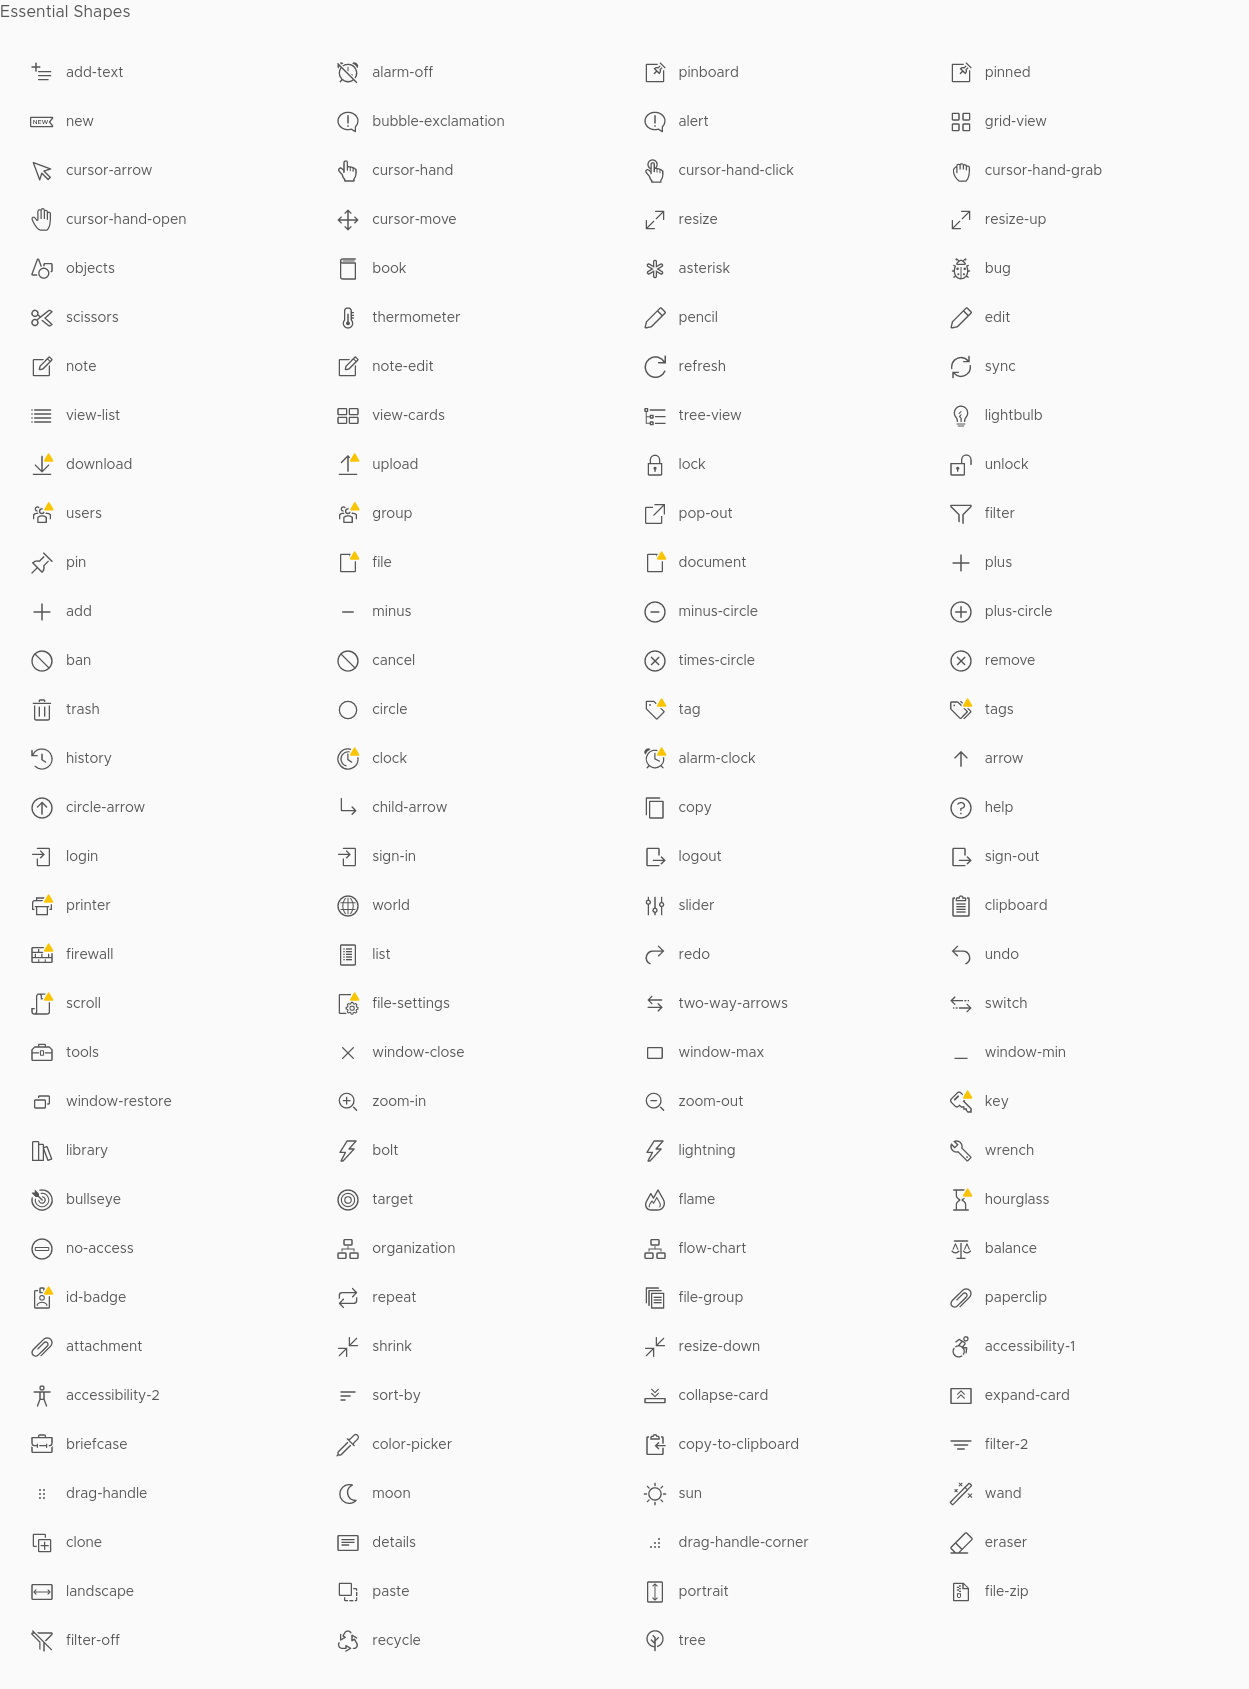 Essential Shapes
add-text alarm-off pinboard pinned
NEW new bubble-exclamation alert grid-view
cursor-arrow cursor-hand cursor-hand-click cursor-hand-grab
cursor-hand-open cursor-move resize resize-up
objects book asterisk bug
scissors thermometer pencil edit
note note-edit refresh sync
view-list view-cards tree-view lightbulb
download upload lock unlock
users group pop-out filter
pin file document plus
add minus minus-circle plus-circle
ban cancel times-circle remove
trash circle tag tags
history clock alarm-clock arrow
circle-arrow child-arrow copy help
login sign-in logout sign-out
printer world slider clipboard
firewall list redo undo
scroll file-settings two-way-arrows switch
tools window-close window-max window-min
window-restore zoom-in zoom-out key
library bolt lightning wrench
bullseye target flame hourglass
no-access organization flow-chart balance
id-badge repeat file-group paperclip
attachment shrink resize-down accessibility-1
accessibility-2 sort-by collapse-card expand-card
briefcase color-picker copy-to-clipboard filter-2
drag-handle moon sun wand
clone details drag-handle-corner eraser
landscape paste portrait file-zip
filter-off recycle tree